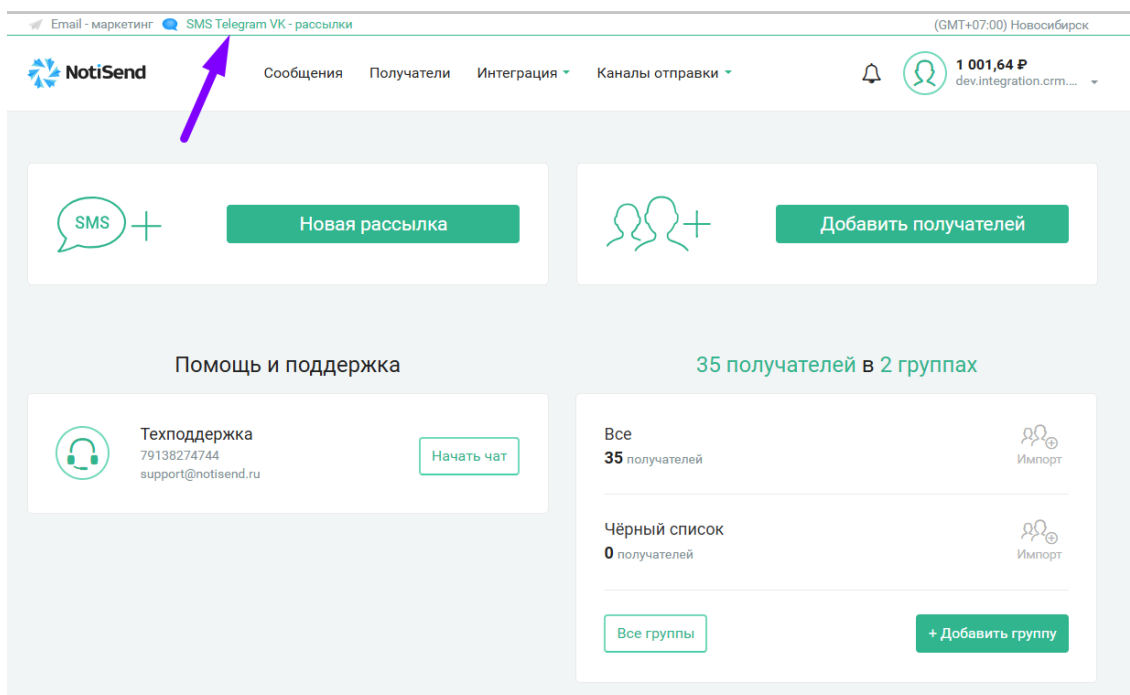 Email - маркетинг SMS Telegram VK - рассылки (GMT+07:00) Новосибирск
NotiSend Сообщения Получатели Интеграция Каналы отправки 1 001,64 ₽
dev.integration.crm....
SMS Новая рассылка Добавить получателей
Помощь и поддержка
Техподдержка
79138274744
support@notisend.ru
Начать чат
35 получателей в 2 группах
Все
35 получателей
Импорт
Чёрный список
0 получателей
Импорт
Все группы + Добавить группу